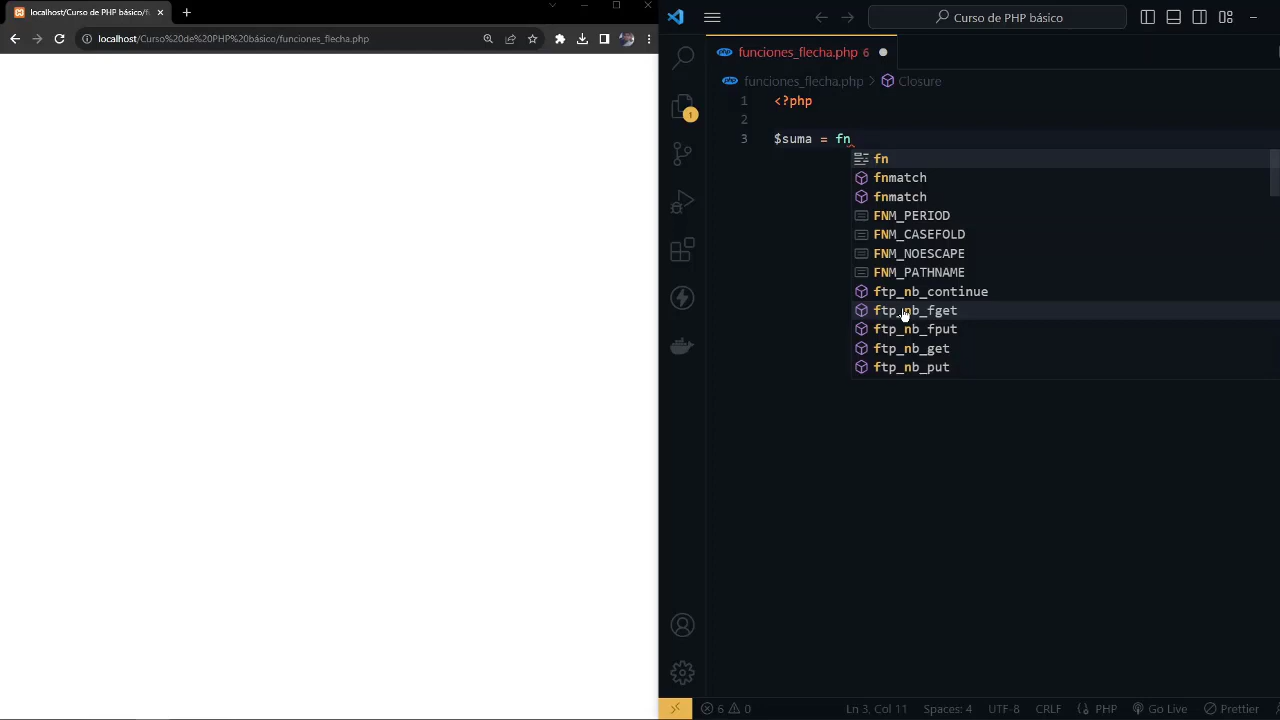 localhost/Curso de PHP básico/f
localhost/Curso%20de%20PHP%20básico/funciones_flecha.php
Curso de PHP básico
funciones_flecha.php 6
funciones_flecha.php > Closure
1 <?php
2
3 $suma = fn
fn
fnmatch
fnmatch
FNM_PERIOD
FNM_CASEFOLD
FNM_NOESCAPE
FNM_PATHNAME
ftp_nb_continue
ftp_nb_fget
ftp_nb_fput
ftp_nb_get
ftp_nb_put
1
6 0 Ln 3, Col 11 Spaces: 4 UTF-8 CRLF PHP Go Live Prettier